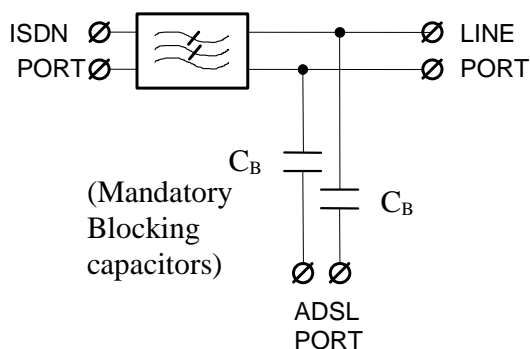 ISDN
PORT
LINE
PORT
C_B
C_B
(Mandatory
Blocking
capacitors)
ADSL
PORT